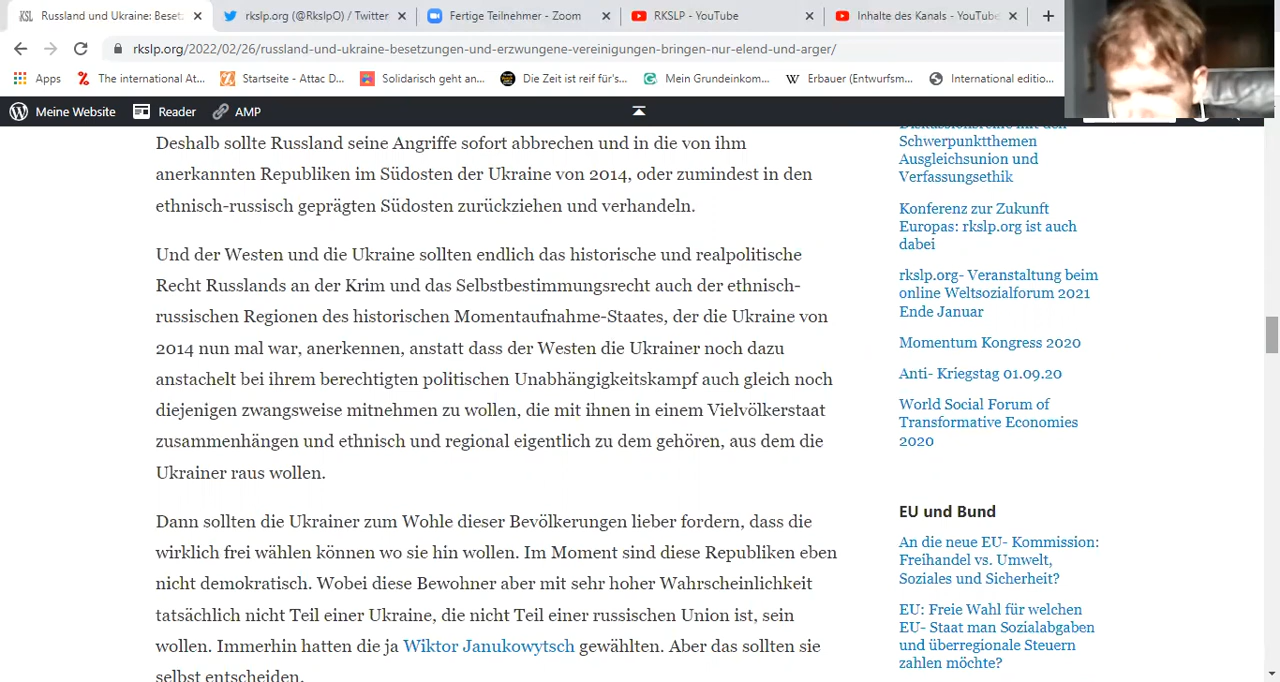 Russland und Ukraine: Beset
rkslp.org (@RkslpO) / Twitter
Fertige Teilnehmer - Zoom
RKSLP - YouTube
Inhalte des Kanals - YouTube
rkslp.org/2022/02/26/russland-und-ukraine-besetzungen-und-erzwungene-vereinigungen-bringen-nur-elend-und-arger/
Apps
The international At...
Startseite - Attac D...
Solidarisch geht an...
Die Zeit ist reif für's...
Mein Grundeinkom...
Erbauer (Entwurfsm...
International editio...
Meine Website
Reader
AMP
Deshalb sollte Russland seine Angriffe sofort abbrechen und in die von ihm
anerkannten Republiken im Südosten der Ukraine von 2014, oder zumindest in den
ethnisch-russisch geprägten Südosten zurückziehen und verhandeln.
Und der Westen und die Ukraine sollten endlich das historische und realpolitische
Recht Russlands an der Krim und das Selbstbestimmungsrecht auch der ethnisch-
russischen Regionen des historischen Momentaufnahme-Staates, der die Ukraine von
2014 nun mal war, anerkennen, anstatt dass der Westen die Ukrainer noch dazu
anstachelt bei ihrem berechtigten politischen Unabhängigkeitskampf auch gleich noch
diejenigen zwangsweise mitnehmen zu wollen, die mit ihnen in einem Vielvölkerstaat
zusammenhängen und ethnisch und regional eigentlich zu dem gehören, aus dem die
Ukrainer raus wollen.
Dann sollten die Ukrainer zum Wohle dieser Bevölkerungen lieber fordern, dass die
wirklich frei wählen können wo sie hin wollen. Im Moment sind diese Republiken eben
nicht demokratisch. Wobei diese Bewohner aber mit sehr hoher Wahrscheinlichkeit
tatsächlich nicht Teil einer Ukraine, die nicht Teil einer russischen Union ist, sein
wollen. Immerhin hatten die ja Wiktor Janukowytsch gewählten. Aber das sollten sie
selbst entscheiden.
Diskussionsreihe mit den
Schwerpunktthemen
Ausgleichsunion und
Verfassungsethik
Konferenz zur Zukunft
Europas: rkslp.org ist auch
dabei
rkslp.org- Veranstaltung beim
online Weltsozialforum 2021
Ende Januar
Momentum Kongress 2020
Anti- Kriegstag 01.09.20
World Social Forum of
Transformative Economies
2020
EU und Bund
An die neue EU- Kommission:
Freihandel vs. Umwelt,
Soziales und Sicherheit?
EU: Freie Wahl für welchen
EU- Staat man Sozialabgaben
und überregionale Steuern
zahlen möchte?